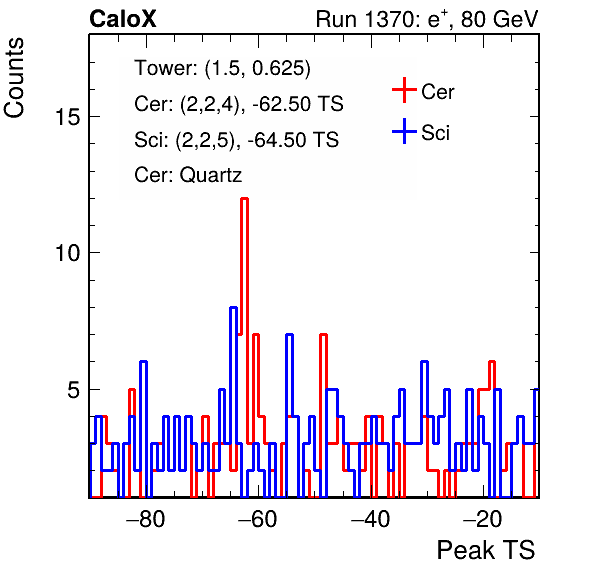 CaloX Run 1370: e⁺, 80 GeV
Counts
Tower: (1.5, 0.625)
Cer: (2,2,4), -62.50 TS
Sci: (2,2,5), -64.50 TS
Cer: Quartz
Cer
Sci
15
10
5
−80 −60 −40 −20
Peak TS